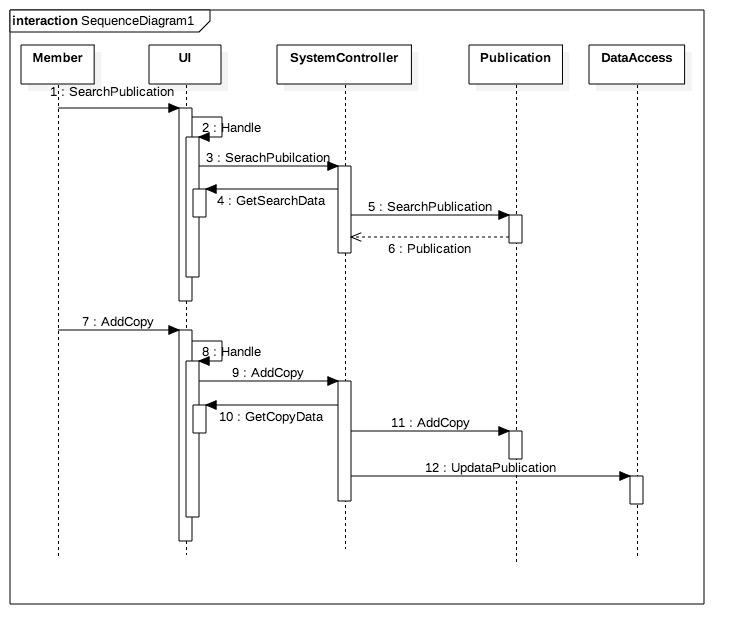 interaction SequenceDiagram1
Member
UI
SystemController
Publication
DataAccess
1 : SearchPublication
2 : Handle
3 : SerachPubilcation
4 : GetSearchData
5 : SearchPublication
6 : Publication
7 : AddCopy
8 : Handle
9 : AddCopy
10 : GetCopyData
11 : AddCopy
12 : UpdataPublication